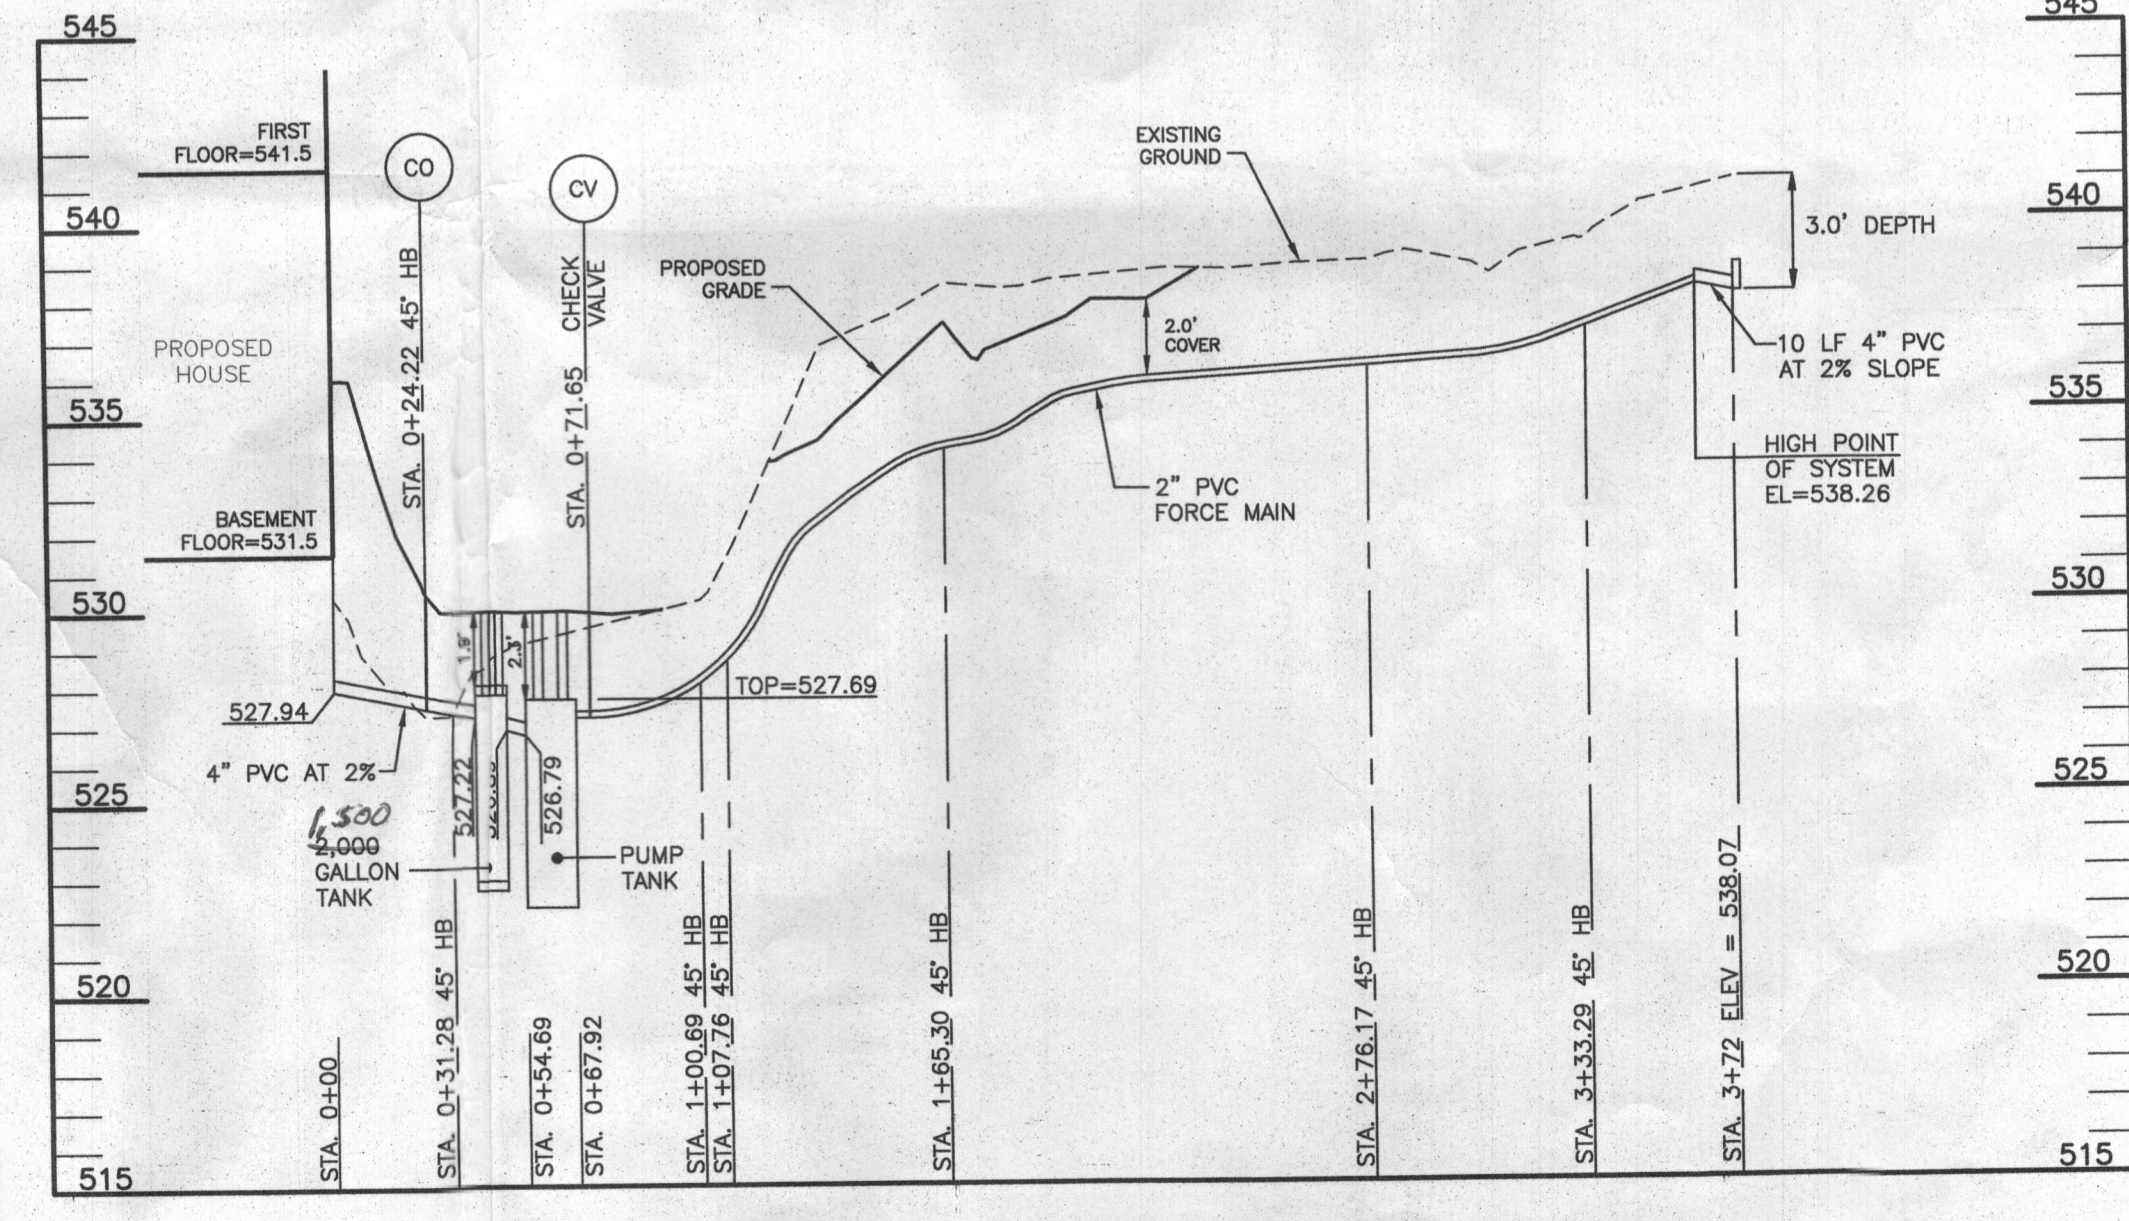 545
540
535
530
525
520
515
545
540
535
530
525
520
515
FIRST
FLOOR=541.5
PROPOSED
HOUSE
BASEMENT
FLOOR=531.5
CO
STA. 0+24.22 45° HB
CV
STA. 0+71.65 CHECK
VALVE
PROPOSED
GRADE
EXISTING
GROUND
2.0'
COVER
3.0' DEPTH
10 LF 4" PVC
AT 2% SLOPE
HIGH POINT
OF SYSTEM
EL=538.26
2" PVC
FORCE MAIN
TOP=527.69
527.94
4" PVC AT 2%
1.9'
2.3'
527.22
526.79
1,500
2,000
GALLON
TANK
PUMP
TANK
STA. 0+00
STA. 0+31.28 45° HB
STA. 0+54.69
STA. 0+67.92
STA. 1+00.69 45° HB
STA. 1+07.76 45° HB
STA. 1+65.30 45° HB
STA. 2+76.17 45° HB
STA. 3+33.29 45° HB
STA. 3+72 ELEV = 538.07